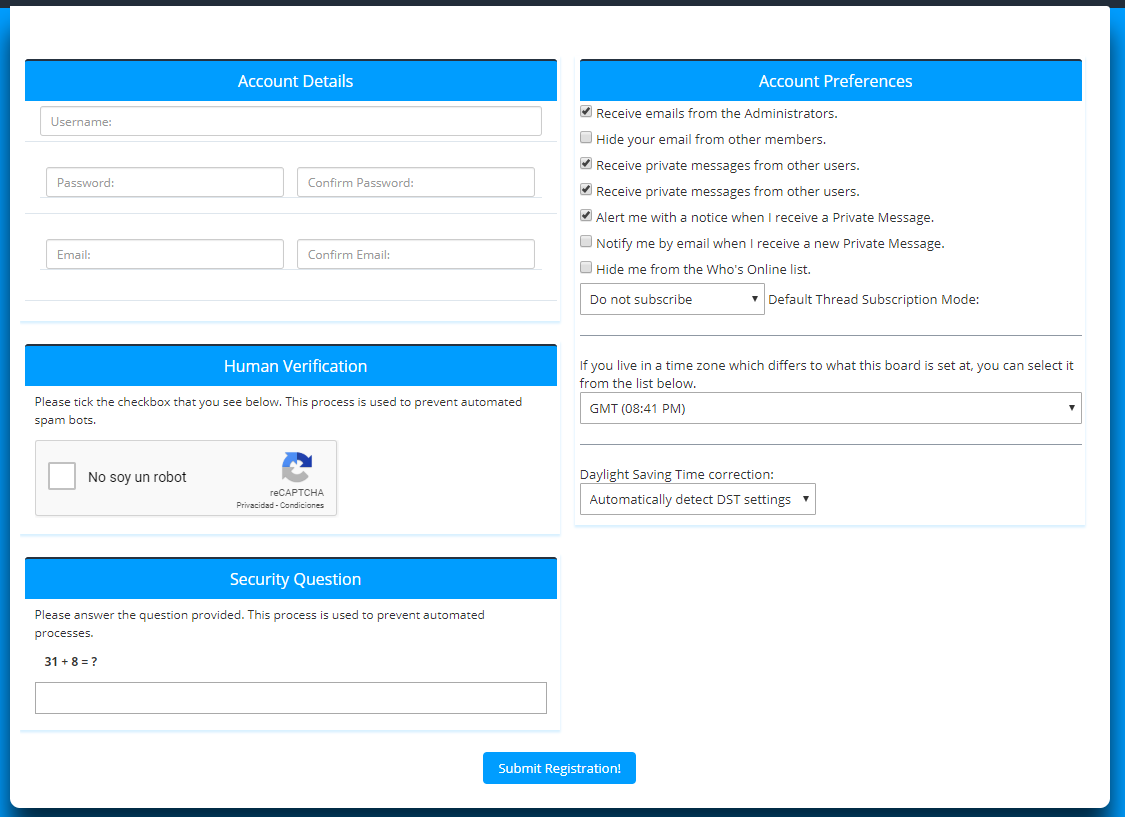 Account Details
Username:
Password:
Confirm Password:
Email:
Confirm Email:
Human Verification
Please tick the checkbox that you see below. This process is used to prevent automated
spam bots.
No soy un robot
reCAPTCHA
Privacidad - Condiciones
Security Question
Please answer the question provided. This process is used to prevent automated
processes.
31 + 8 = ?
Account Preferences
Receive emails from the Administrators.
Hide your email from other members.
Receive private messages from other users.
Receive private messages from other users.
Alert me with a notice when I receive a Private Message.
Notify me by email when I receive a new Private Message.
Hide me from the Who's Online list.
Do not subscribe
Default Thread Subscription Mode:
If you live in a time zone which differs to what this board is set at, you can select it
from the list below.
GMT (08:41 PM)
Daylight Saving Time correction:
Automatically detect DST settings
Submit Registration!